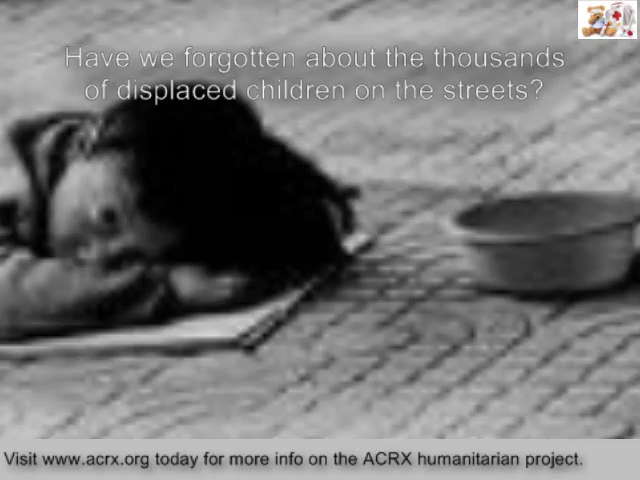 Have we forgotten about the thousands
of displaced children on the streets?
Visit www.acrx.org today for more info on the ACRX humanitarian project.